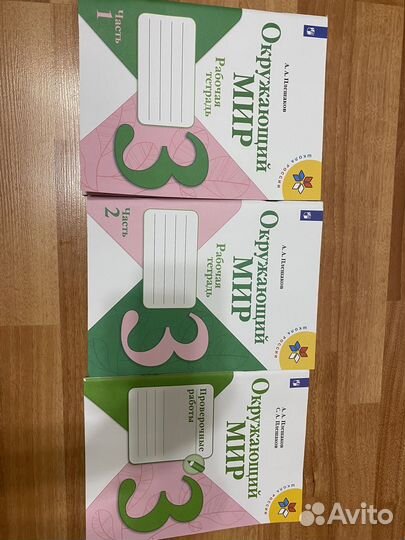 А. А. Плешаков
Окружающий
МИР
Рабочая
тетрадь
3
Часть 1
ШКОЛА РОССИИ
А. А. Плешаков
Окружающий
МИР
Рабочая
тетрадь
3
Часть 2
ШКОЛА РОССИИ
А. А. Плешаков
С. А. Плешаков
Окружающий
МИР
Проверочные
работы
3
ШКОЛА РОССИИ
Avito